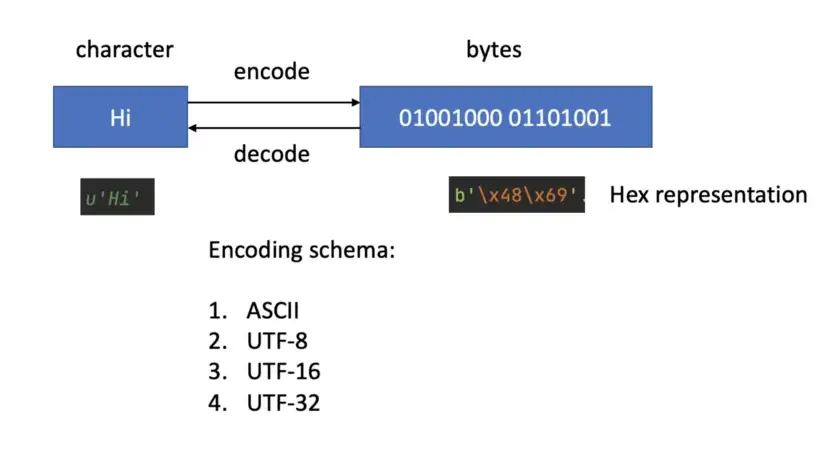 character
bytes
encode
Hi
01001000 01101001
decode
u'Hi'
b'\x48\x69'.
Hex representation
Encoding schema:
1. ASCII
2. UTF-8
3. UTF-16
4. UTF-32